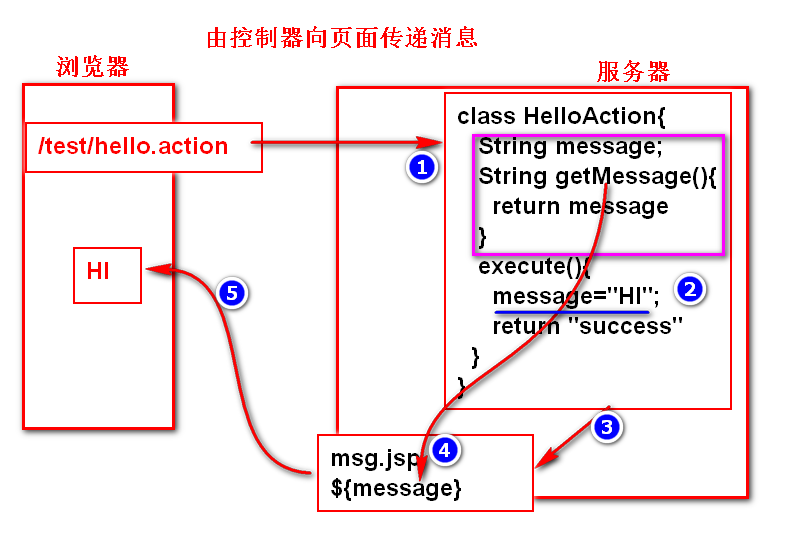 由控制器向页面传递消息
浏览器
服务器
/test/hello.action
1
class HelloAction{
String message;
String getMessage(){
return message
}
execute(){
message="HI";
2
return "success"
}
}
HI
5
3
4
msg.jsp
${message}